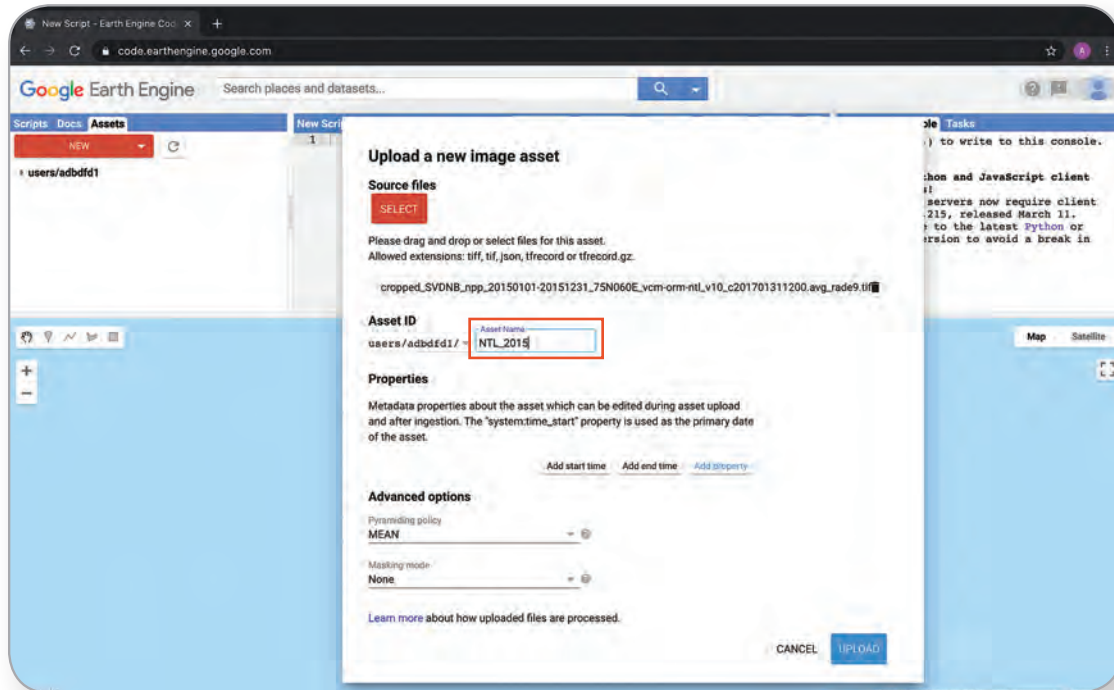 New Script - Earth Engine Cod
code.earthengine.google.com
A
Google Earth Engine
Search places and datasets...
Scripts Docs Assets
NEW
users/adbdfd1
New Scri
1
ole Tasks
.) to write to this console.
thon and JavaScript client
s!
servers now require client
.215, released March 11.
e to the latest Python or
ersion to avoid a break in
Upload a new image asset
Source files
SELECT
Please drag and drop or select files for this asset.
Allowed extensions: tiff, tif, json, tfrecord or tfrecord.gz.
cropped_SVDNB_npp_20150101-20151231_75N060E_vcm-orm-ntl_v10_c201701311200.avg_rade9.tif
Asset ID
Asset Name
users/adbdfd1/ NTL_2015
Properties
Metadata properties about the asset which can be edited during asset upload
and after ingestion. The "system:time_start" property is used as the primary date
of the asset.
Add start time Add end time Add property
Advanced options
Pyramiding policy
MEAN
Masking mode
None
Learn more about how uploaded files are processed.
CANCEL UPLOAD
Map Satellite